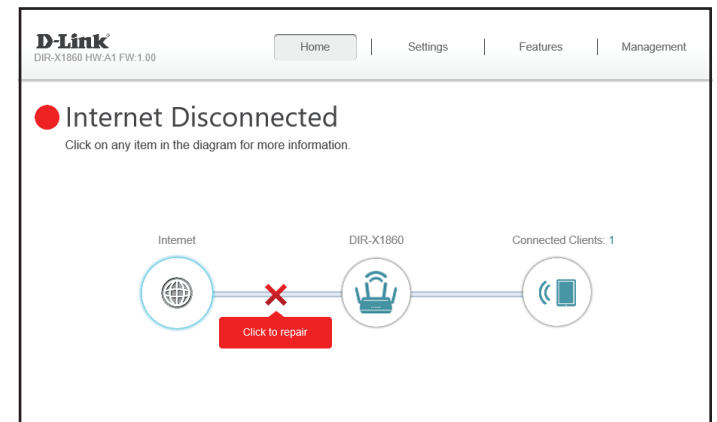 D-Link
DIR-X1860 HW:A1 FW:1.00
Home
Settings
Features
Management
Internet Disconnected
Click on any item in the diagram for more information.
Internet
DIR-X1860
Connected Clients: 1
Click to repair